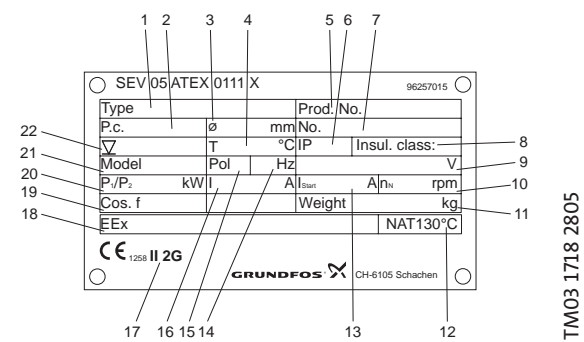 1 2 3 4 5 6 7
SEV 05 ATEX 0111 X 96257015
Type Prod. No.
P.c. ø mm No.
T °C IP Insul. class: 8
22
21 Model Pol Hz V 9
20 P1/P2 kW I A IStart A nN rpm 10
19 Cos. f Weight kg 11
18 EEx NAT130°C
CE 1258 II 2G
GRUNDFOS CH-6105 Schachen
17 16 15 14 13 12
TM03 1718 2805